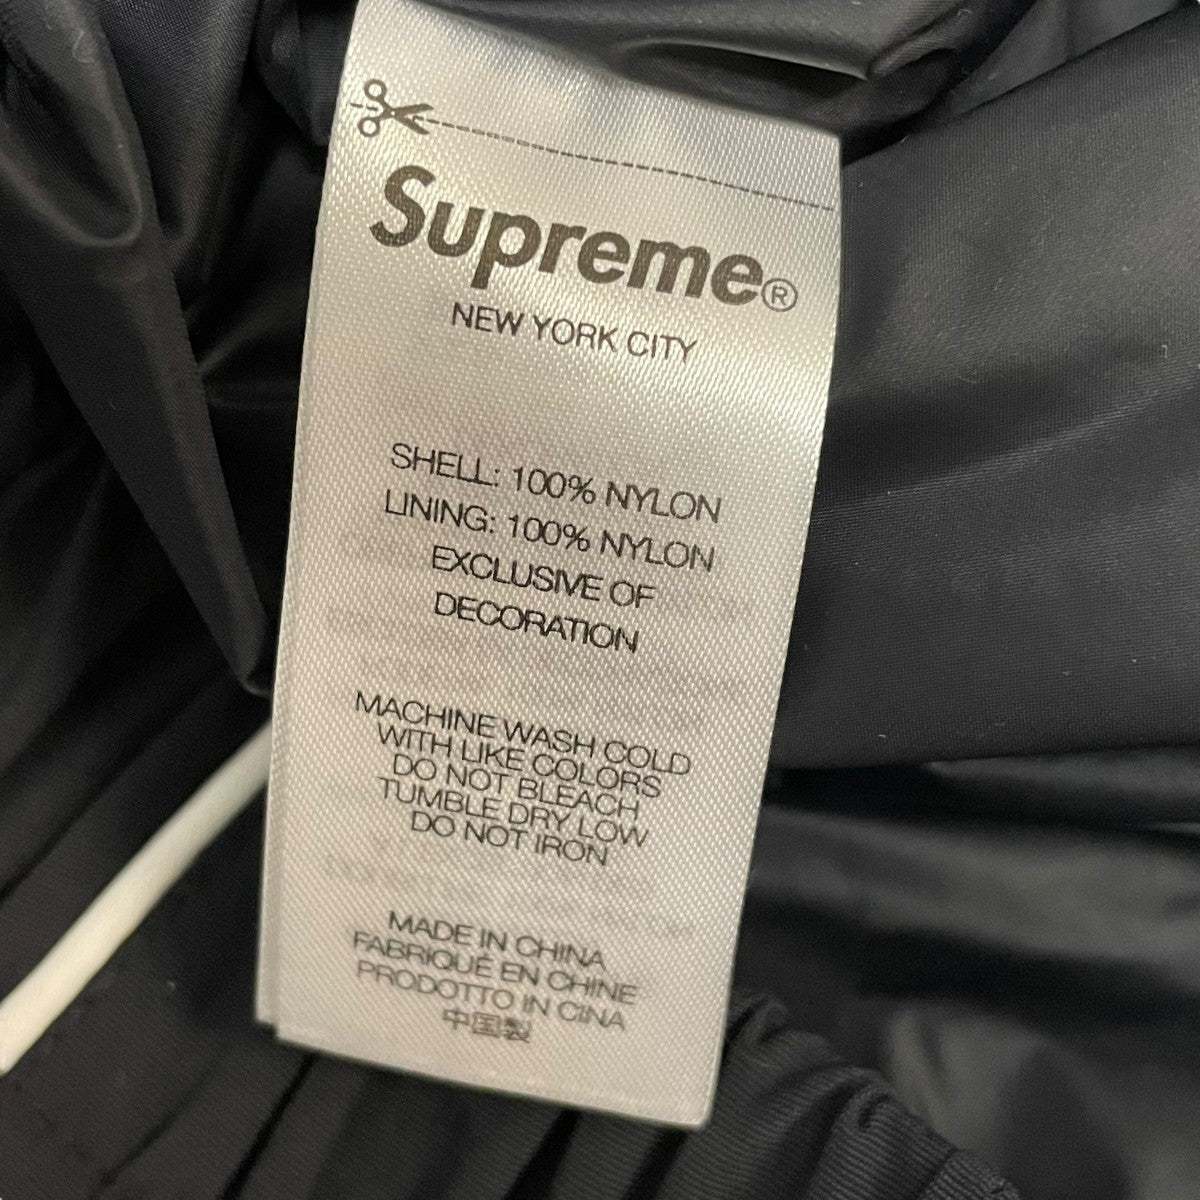 Supreme®
NEW YORK CITY
SHELL: 100% NYLON
LINING: 100% NYLON
EXCLUSIVE OF
DECORATION
MACHINE WASH COLD
WITH LIKE COLORS
DO NOT BLEACH
TUMBLE DRY LOW
DO NOT IRON
MADE IN CHINA
FABRIQUÉ EN CHINE
PRODOTTO IN CINA
中国製